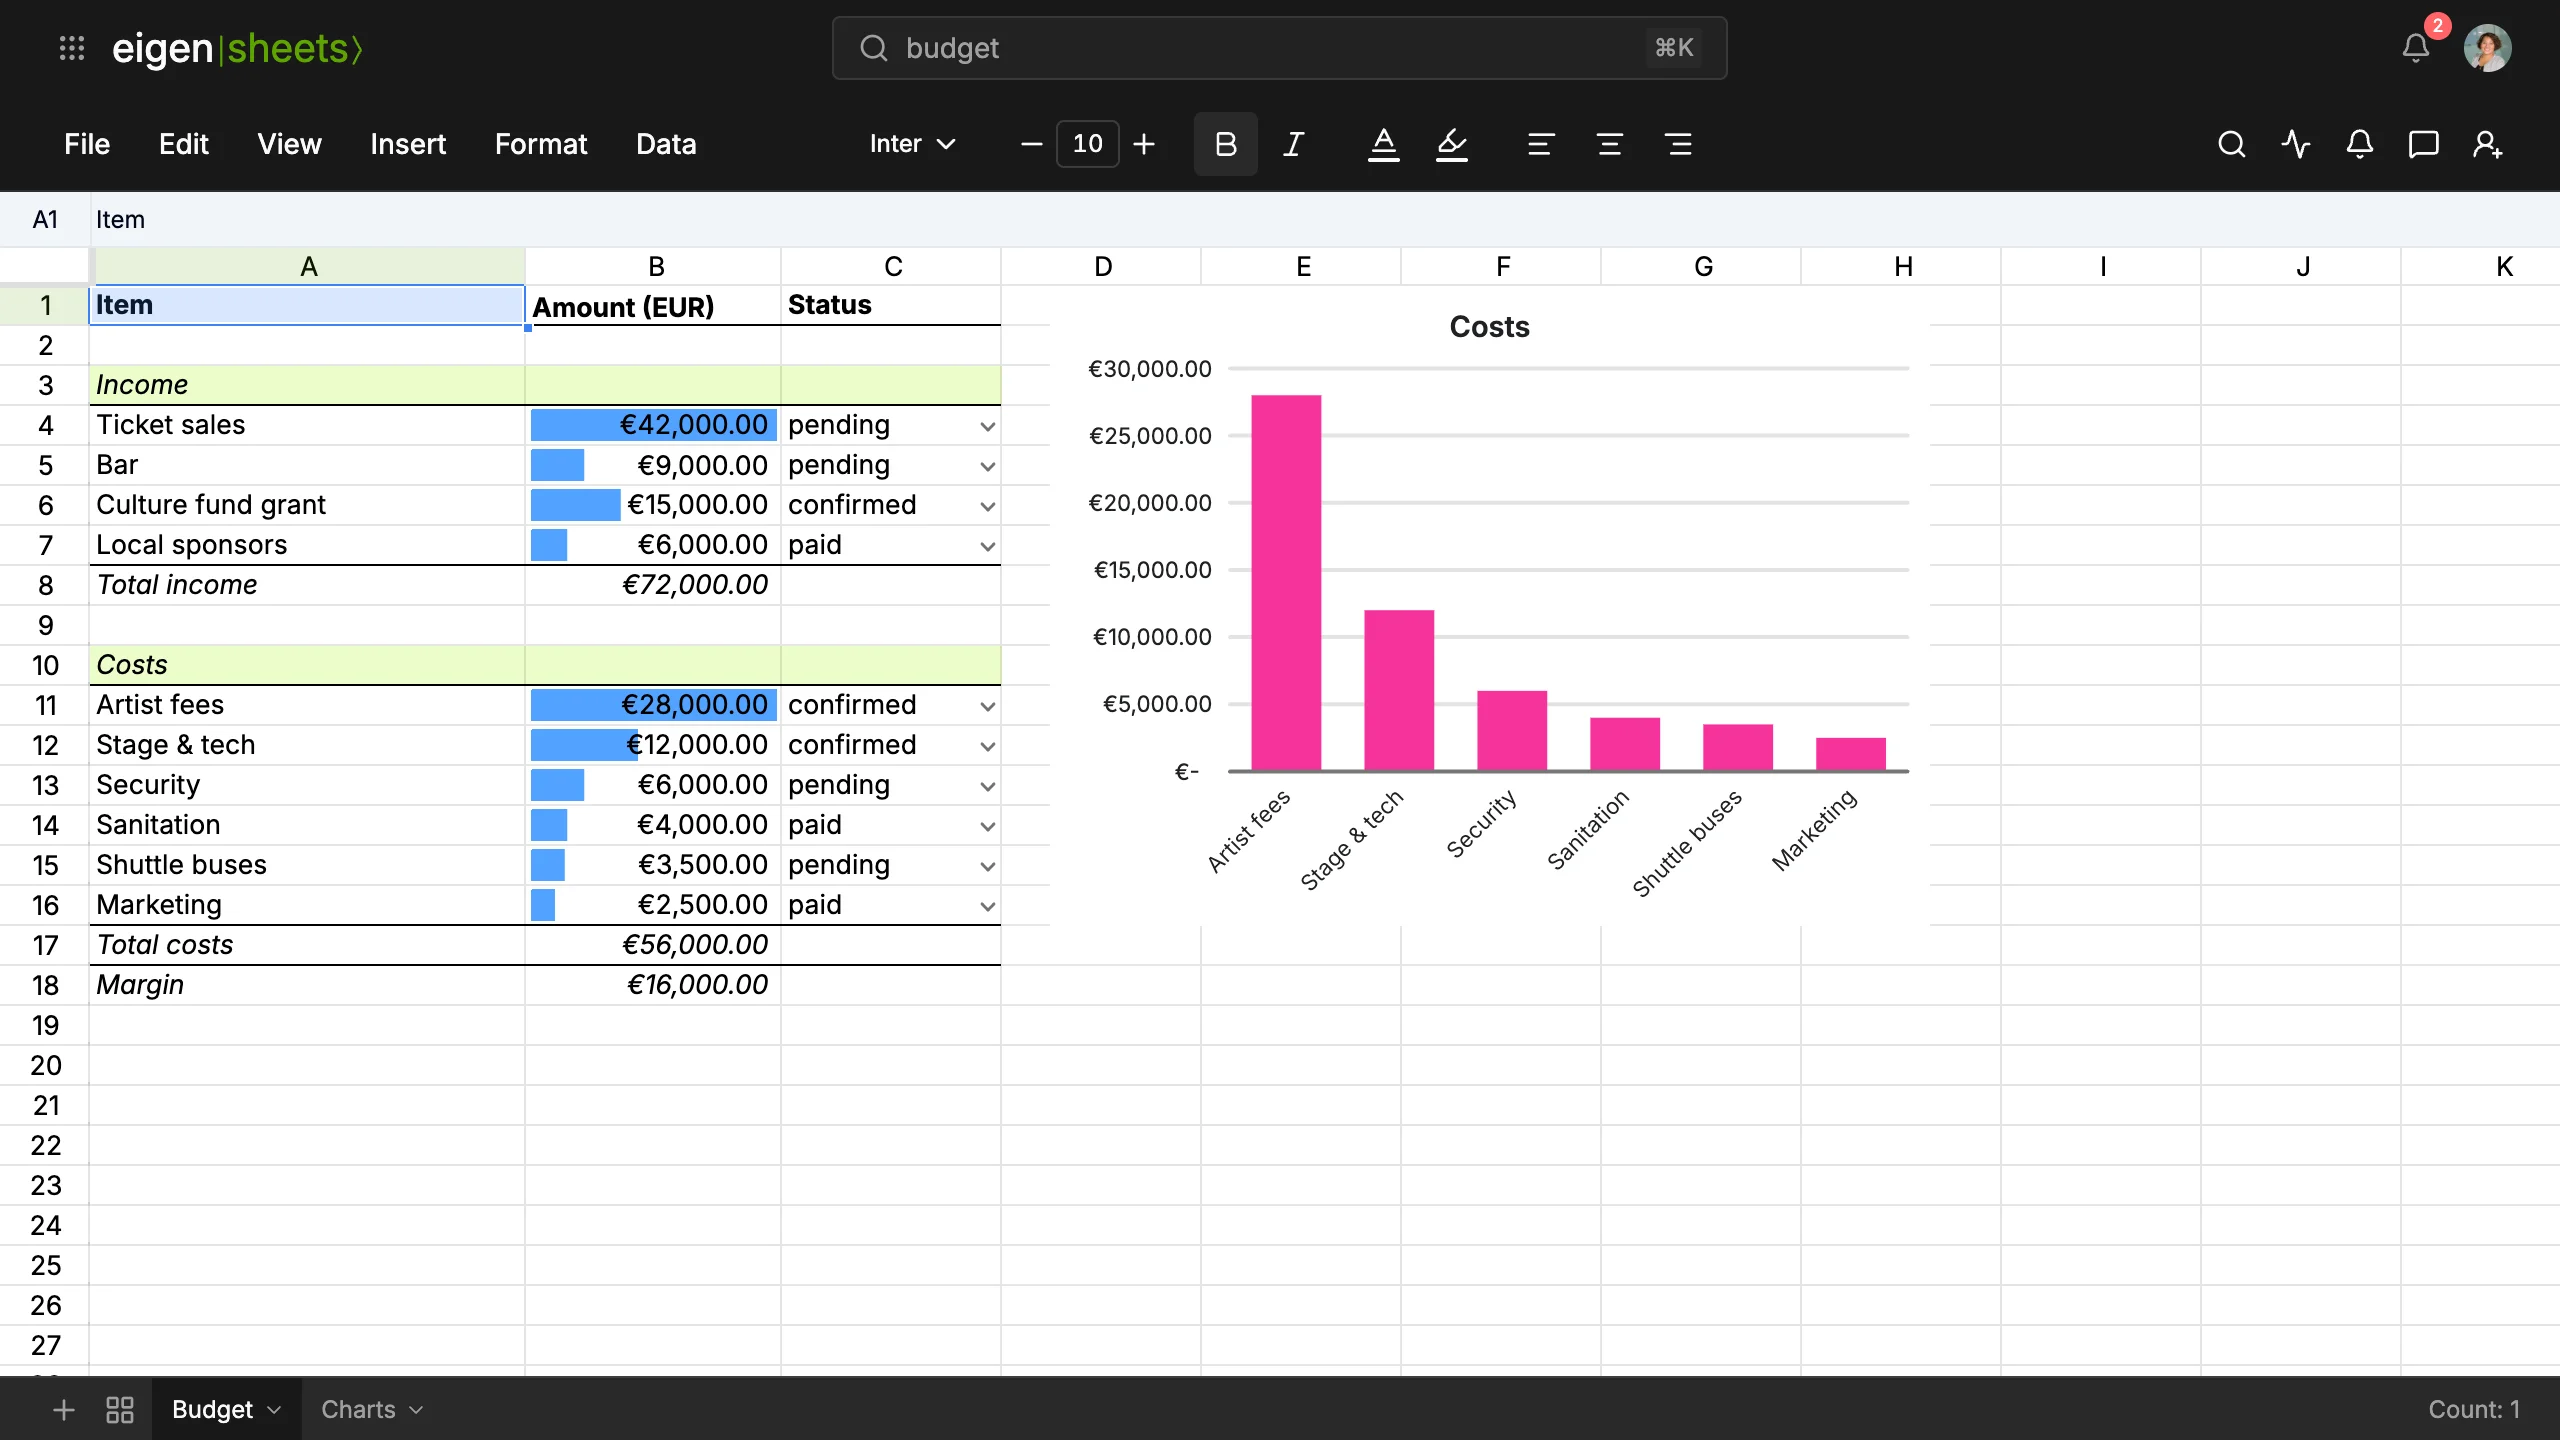 eigen|sheets⟩
budget
⌘K
2
File Edit View Insert Format Data
Inter
10
B I A
A1 Item
A B C D E F G H I J K
1 Item Amount (EUR) Status
2
3 Income
4 Ticket sales €42,000.00 pending
5 Bar €9,000.00 pending
6 Culture fund grant €15,000.00 confirmed
7 Local sponsors €6,000.00 paid
8 Total income €72,000.00
9
10 Costs
11 Artist fees €28,000.00 confirmed
12 Stage & tech €12,000.00 confirmed
13 Security €6,000.00 pending
14 Sanitation €4,000.00 paid
15 Shuttle buses €3,500.00 pending
16 Marketing €2,500.00 paid
17 Total costs €56,000.00
18 Margin €16,000.00
19
20
21
22
23
24
25
26
27
Costs
€30,000.00
€25,000.00
€20,000.00
€15,000.00
€10,000.00
€5,000.00
€-
Artist fees
Stage & tech
Security
Sanitation
Shuttle buses
Marketing
Budget Charts
Count: 1